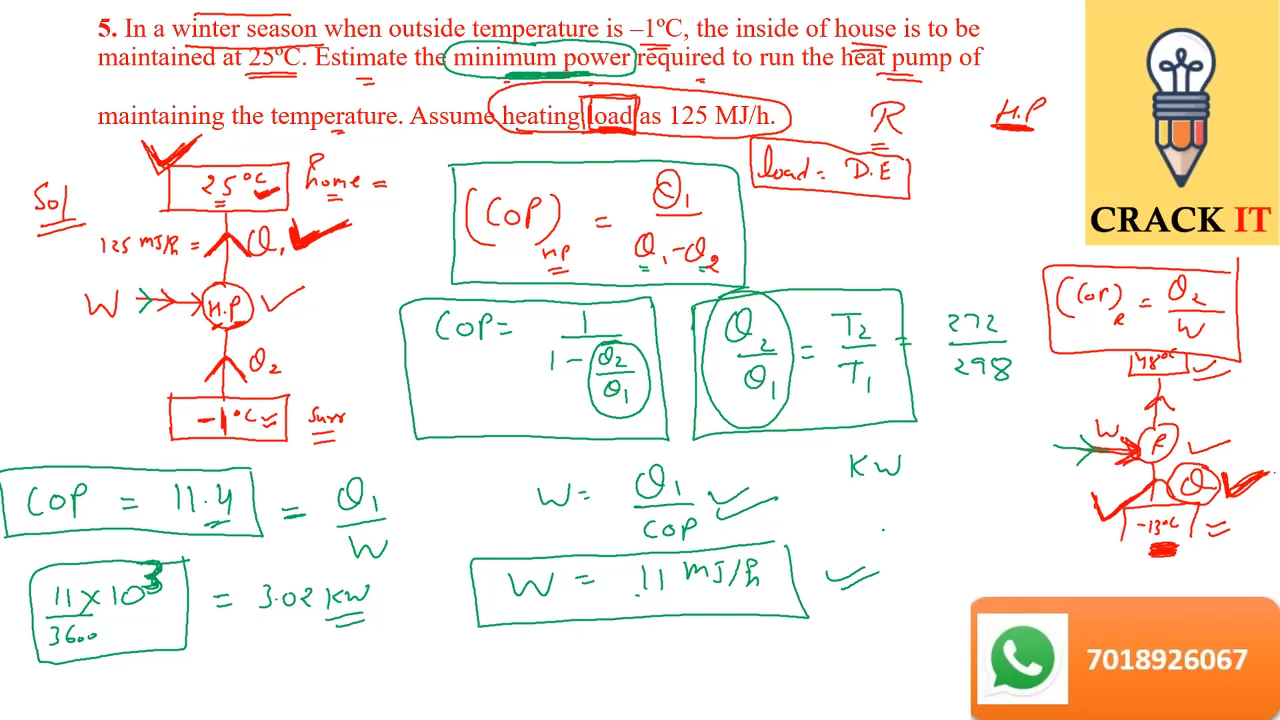 5. In a winter season when outside temperature is –1ºC, the inside of house is to be
maintained at 25ºC. Estimate the minimum power required to run the heat pump of
maintaining the temperature. Assume heating load as 125 MJ/h.
R
H.P
load = D.E
CRACK IT
Sol
25°C
home =
125 MJ/h =
Q1
W
H.P
Q2
-1°C
Surr
(COP)HP = Q1 / Q1-Q2
COP = 1 / 1 - Q2/Q1
Q2/Q1 = T2/T1 = 272/298
(COP)R = Q2/W
48°C
W
R
Q
-13°C
COP = 11.4 = Q1/W
W = Q1/COP
KW
11 × 10^3 / 3600 = 3.02 KW
W = 11 MJ/h
7018926067